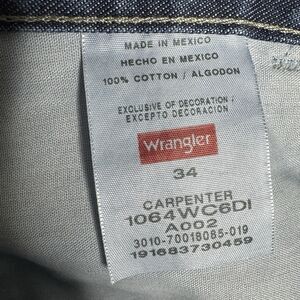 MADE IN MEXICO
HECHO EN MEXICO
100% COTTON / ALGODON
EXCLUSIVE OF DECORATION /
EXCEPTO DECORACIÓN
Wrangler
34
CARPENTER
1064WC6DI
A002
3010-70018085-019
191683730459